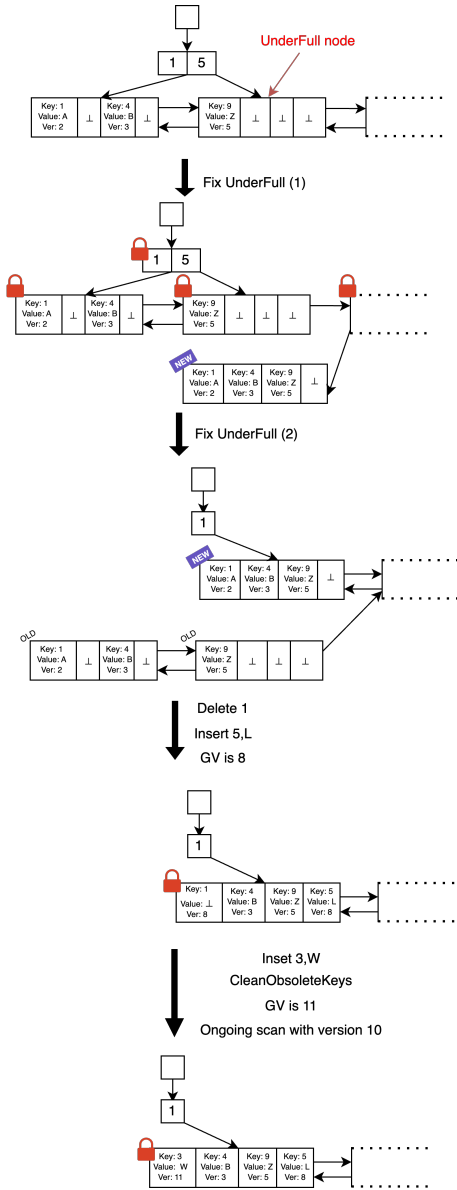 UnderFull node
1 5
Key: 1 Key: 4 Key: 9
Value: A ⊥ Value: B ⊥ Value: Z ⊥ ⊥ ⊥
Ver: 2 Ver: 3 Ver: 5
Fix UnderFull (1)
1 5
Key: 1 Key: 4 Key: 9
Value: A ⊥ Value: B ⊥ Value: Z ⊥ ⊥ ⊥
Ver: 2 Ver: 3 Ver: 5
NEW
Key: 1 Key: 4 Key: 9
Value: A Value: B Value: Z ⊥
Ver: 2 Ver: 3 Ver: 5
Fix UnderFull (2)
1
NEW
Key: 1 Key: 4 Key: 9
Value: A Value: B Value: Z ⊥
Ver: 2 Ver: 3 Ver: 5
OLD OLD
Key: 1 Key: 4 Key: 9
Value: A ⊥ Value: B ⊥ Value: Z ⊥ ⊥ ⊥
Ver: 2 Ver: 3 Ver: 5
Delete 1
Insert 5,L
GV is 8
1
Key: 1 Key: 4 Key: 9 Key: 5
Value: ⊥ Value: B Value: Z Value: L
Ver: 8 Ver: 3 Ver: 5 Ver: 8
Inset 3,W
CleanObsoleteKeys
GV is 11
Ongoing scan with version 10
1
Key: 3 Key: 4 Key: 9 Key: 5
Value: W Value: B Value: Z Value: L
Ver: 11 Ver: 3 Ver: 5 Ver: 8